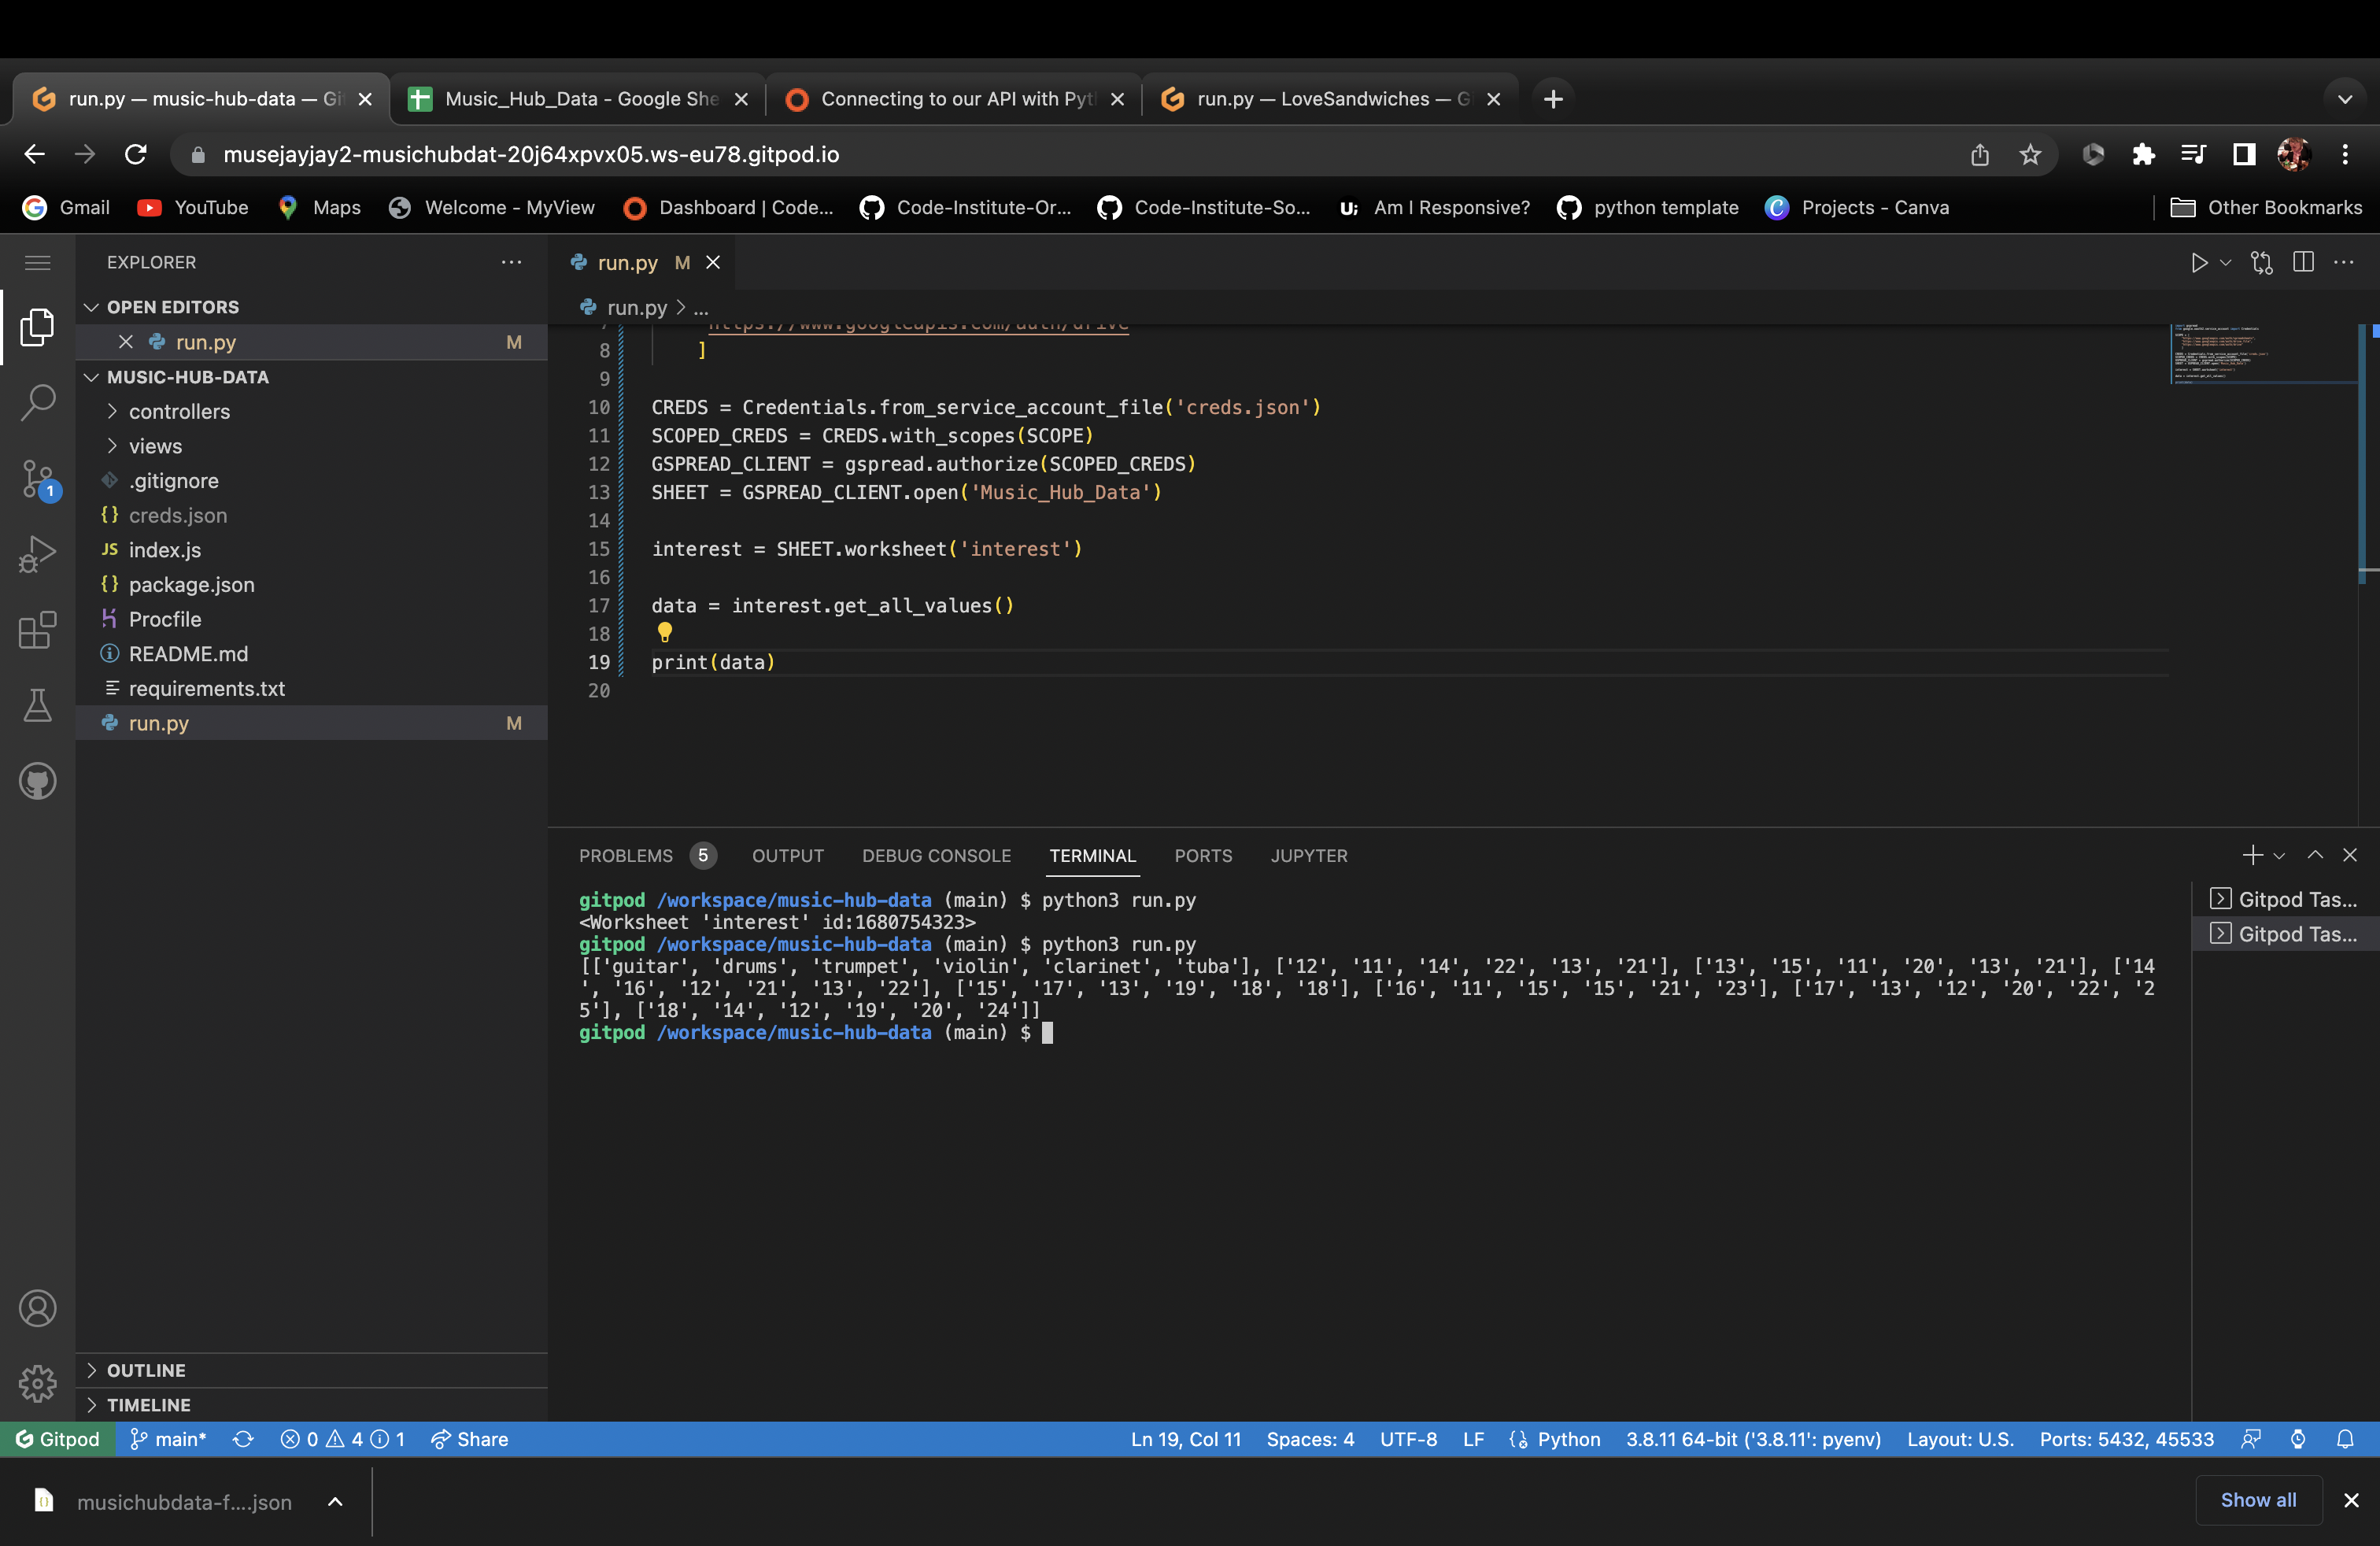 run.py — music-hub-data — Gi
Music_Hub_Data - Google She
Connecting to our API with Pyt
run.py — LoveSandwiches — G
musejayjay2-musichubdat-20j64xpvx05.ws-eu78.gitpod.io
Gmail
YouTube
Maps
Welcome - MyView
Dashboard | Code...
Code-Institute-Or...
Code-Institute-So...
Am I Responsive?
python template
Projects - Canva
Other Bookmarks
EXPLORER
OPEN EDITORS
run.py M
MUSIC-HUB-DATA
controllers
views
.gitignore
creds.json
JS index.js
package.json
Procfile
README.md
requirements.txt
run.py M
1
OUTLINE
TIMELINE
run.py M
run.py > ...
7 https://www.googleapis.com/auth/drive
8 ]
9
10 CREDS = Credentials.from_service_account_file('creds.json')
11 SCOPED_CREDS = CREDS.with_scopes(SCOPE)
12 GSPREAD_CLIENT = gspread.authorize(SCOPED_CREDS)
13 SHEET = GSPREAD_CLIENT.open('Music_Hub_Data')
14
15 interest = SHEET.worksheet('interest')
16
17 data = interest.get_all_values()
18
19 print(data)
20
PROBLEMS 5 OUTPUT DEBUG CONSOLE TERMINAL PORTS JUPYTER
gitpod /workspace/music-hub-data (main) $ python3 run.py
<Worksheet 'interest' id:1680754323>
gitpod /workspace/music-hub-data (main) $ python3 run.py
[['guitar', 'drums', 'trumpet', 'violin', 'clarinet', 'tuba'], ['12', '11', '14', '22', '13', '21'], ['13', '15', '11', '20', '13', '21'], ['14
', '16', '12', '21', '13', '22'], ['15', '17', '13', '19', '18', '18'], ['16', '11', '15', '15', '21', '23'], ['17', '13', '12', '20', '22', '2
5'], ['18', '14', '12', '19', '20', '24']]
gitpod /workspace/music-hub-data (main) $
Gitpod Tas...
Gitpod Tas...
Gitpod main* 0 4 1 Share
Ln 19, Col 11 Spaces: 4 UTF-8 LF Python 3.8.11 64-bit ('3.8.11': pyenv) Layout: U.S. Ports: 5432, 45533
musichubdata-f....json
Show all